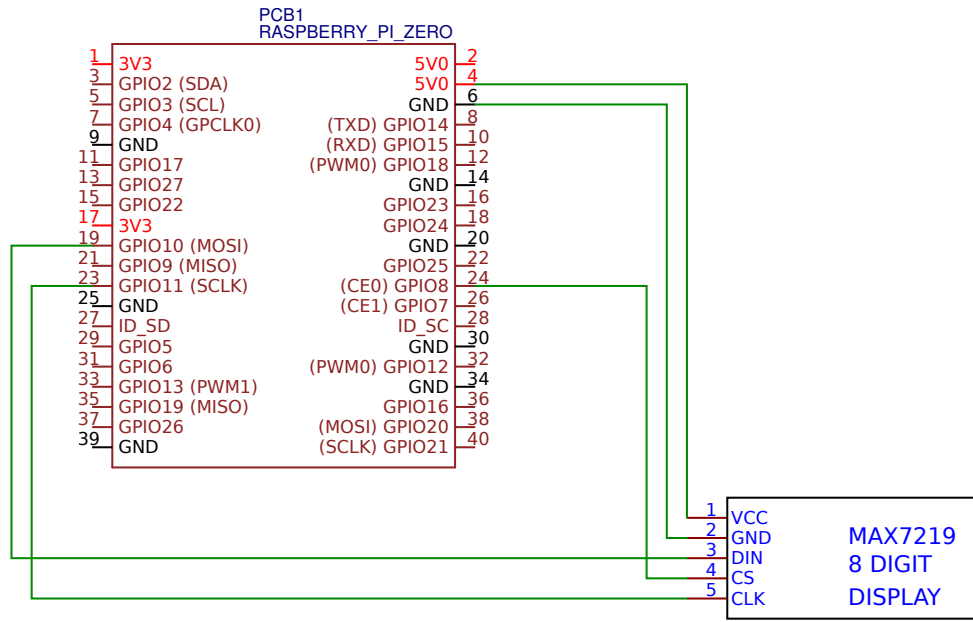 PCB1
RASPBERRY_PI_ZERO
1 3V3 5V0 2
3 GPIO2 (SDA) 5V0 4
5 GPIO3 (SCL) GND 6
7 GPIO4 (GPCLK0) (TXD) GPIO14 8
9 GND (RXD) GPIO15 10
11 GPIO17 (PWM0) GPIO18 12
13 GPIO27 GND 14
15 GPIO22 GPIO23 16
17 3V3 GPIO24 18
19 GPIO10 (MOSI) GND 20
21 GPIO9 (MISO) GPIO25 22
23 GPIO11 (SCLK) (CE0) GPIO8 24
25 GND (CE1) GPIO7 26
27 ID_SD ID_SC 28
29 GPIO5 GND 30
31 GPIO6 (PWM0) GPIO12 32
33 GPIO13 (PWM1) GND 34
35 GPIO19 (MISO) GPIO16 36
37 GPIO26 (MOSI) GPIO20 38
39 GND (SCLK) GPIO21 40
1 VCC
2 GND
3 DIN
4 CS
5 CLK
MAX7219
8 DIGIT
DISPLAY